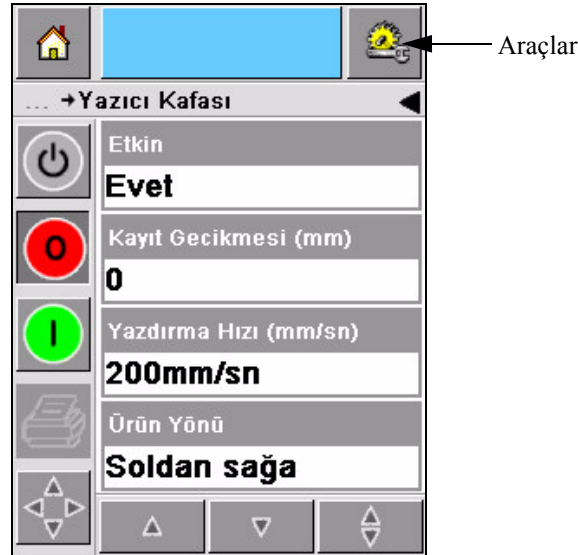 Araçlar
... →Yazıcı Kafası
Etkin
Evet
Kayıt Gecikmesi (mm)
0
0
Yazdırma Hızı (mm/sn)
I
200mm/sn
Ürün Yönü
Soldan sağa